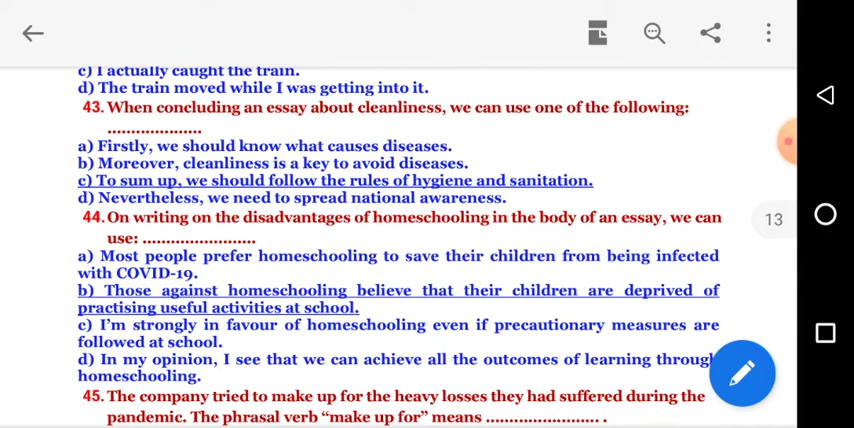 c) I actually caught the train.
d) The train moved while I was getting into it.
43. When concluding an essay about cleanliness, we can use one of the following:
....................
a) Firstly, we should know what causes diseases.
b) Moreover, cleanliness is a key to avoid diseases.
c) To sum up, we should follow the rules of hygiene and sanitation.
d) Nevertheless, we need to spread national awareness.
44. On writing on the disadvantages of homeschooling in the body of an essay, we can
use: ........................
a) Most people prefer homeschooling to save their children from being infected
with COVID-19.
b) Those against homeschooling believe that their children are deprived of
practising useful activities at school.
c) I'm strongly in favour of homeschooling even if precautionary measures are
followed at school.
d) In my opinion, I see that we can achieve all the outcomes of learning through
homeschooling.
45. The company tried to make up for the heavy losses they had suffered during the
pandemic. The phrasal verb “make up for” means ........................ .
13